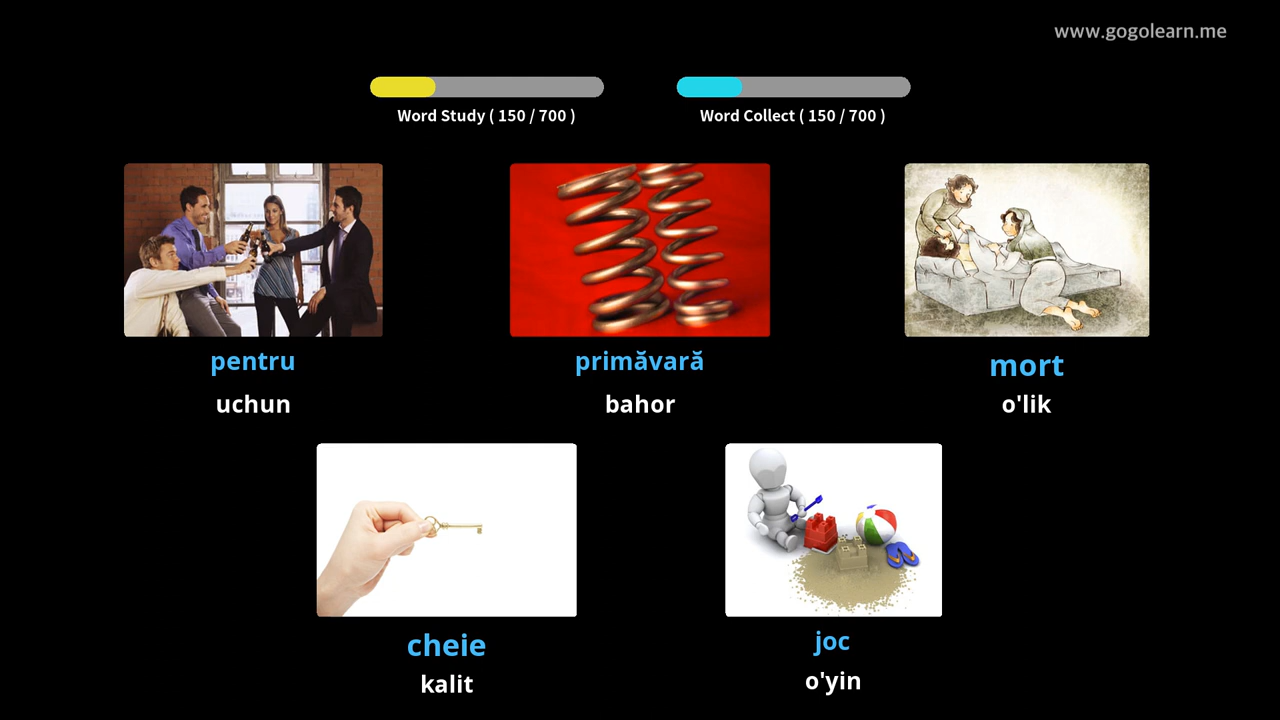 www.gogolearn.me
Word Study ( 150 / 700 )
Word Collect ( 150 / 700 )
pentru
primăvară
mort
uchun
bahor
o'lik
cheie
joc
kalit
o'yin